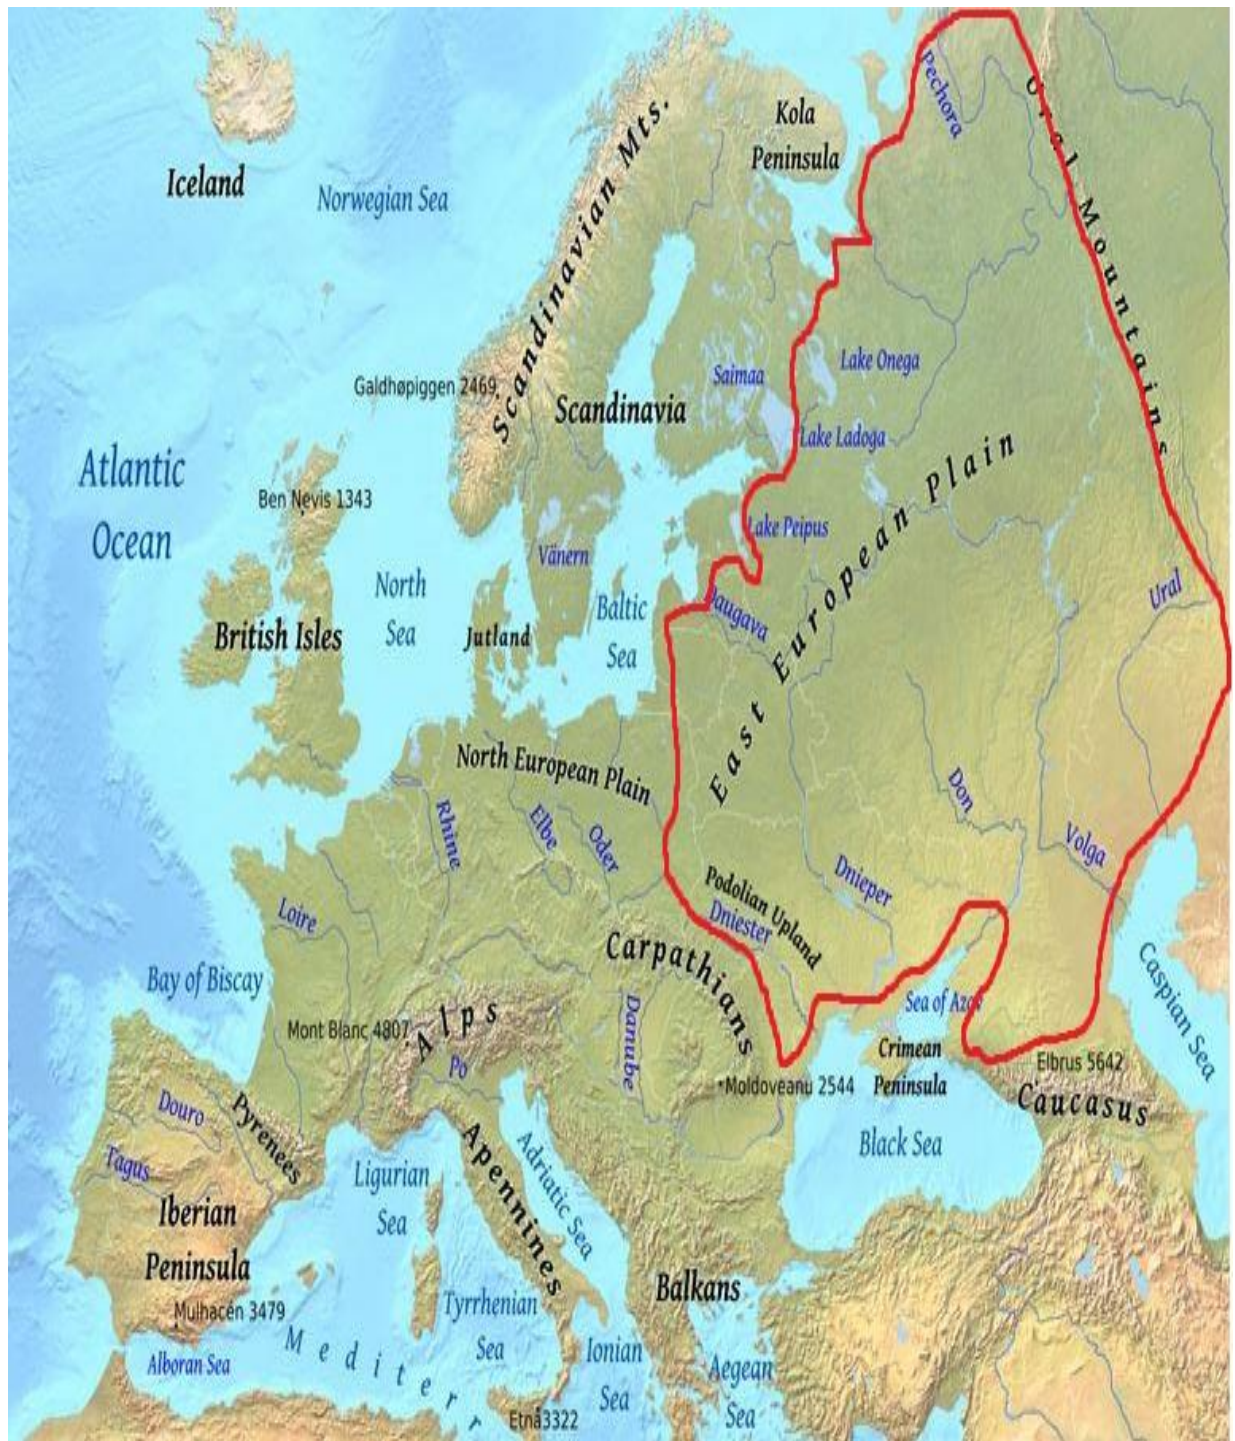 Pechora
Ural Mountains
Kola
Peninsula
Iceland
Norwegian Sea
Scandinavian Mts.
Galdhøpiggen 2469
Saimaa
Lake Onega
Scandinavia
Lake Ladoga
Atlantic
Ocean
Ben Nevis 1343
Lake Peipus
East European Plain
Vänern
North
Sea
Baltic
Sea
Jutland
Daugava
Ural
British Isles
North European Plain
Rhine
Elbe
Oder
Don
Volga
Dnieper
Podolian Upland
Dniester
Loire
Carpathians
Bay of Biscay
Caspian Sea
Mont Blanc 4807
Alps
Danube
Sea of Azov
Po
Crimean
Peninsula
Elbrus 5642
Moldoveanu 2544
Caucasus
Douro
Pyrenees
Tagus
Apennines
Adriatic Sea
Black Sea
Ligurian
Sea
Iberian
Peninsula
Balkans
Mulhacén 3479
Tyrrhenian
Sea
Mediterr
Alboran Sea
Ionian
Sea
Aegean
Sea
Etna3322